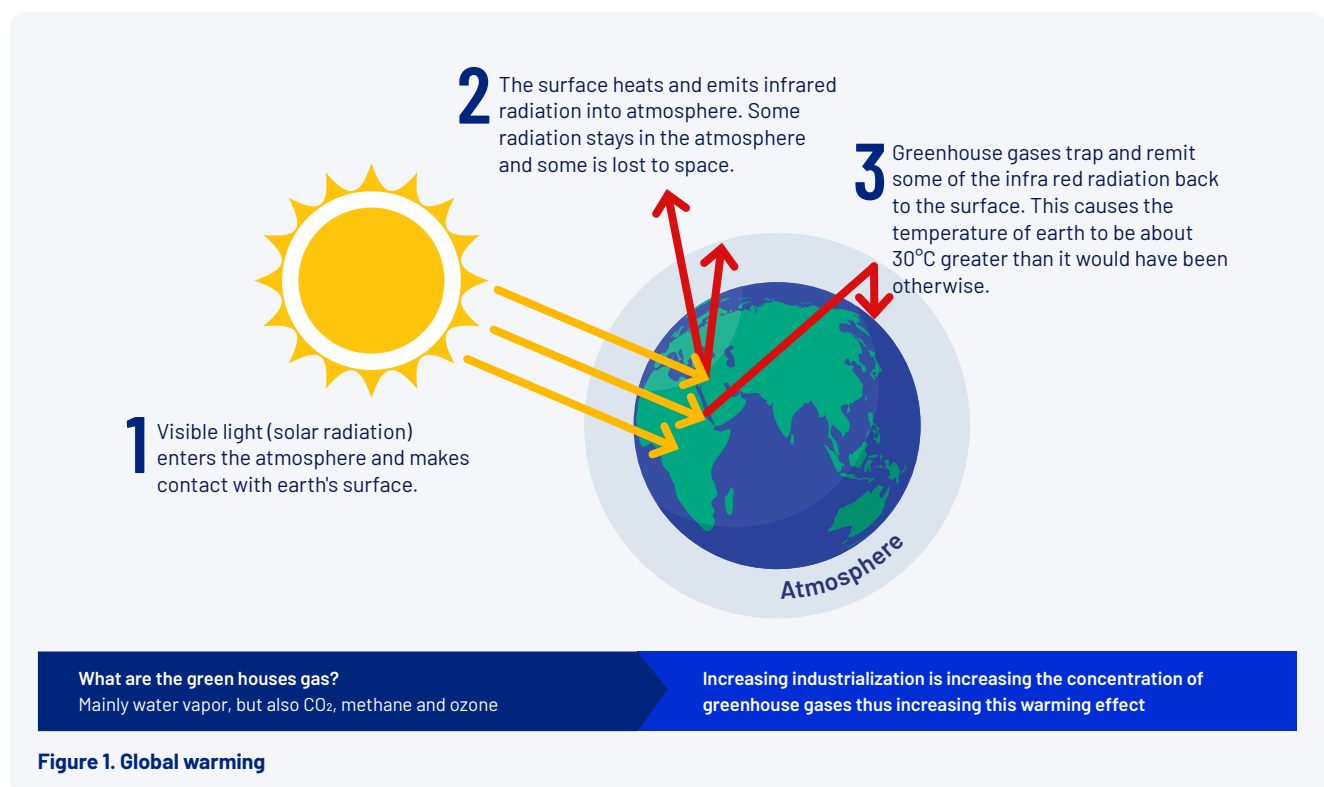 1
Visible light (solar radiation)
enters the atmosphere and makes
contact with earth's surface.
2
The surface heats and emits infrared
radiation into atmosphere. Some
radiation stays in the atmosphere
and some is lost to space.
3
Greenhouse gases trap and remit
some of the infra red radiation back
to the surface. This causes the
temperature of earth to be about
30°C greater than it would have been
otherwise.
Atmosphere
What are the green houses gas?
Mainly water vapor, but also CO₂, methane and ozone
Increasing industrialization is increasing the concentration of
greenhouse gases thus increasing this warming effect
Figure 1. Global warming